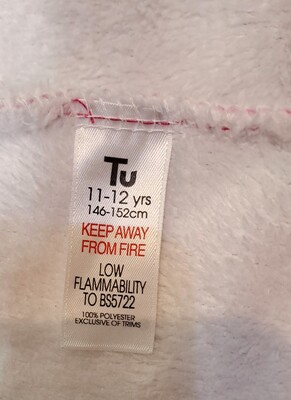 Tu
11-12 yrs
146-152cm
KEEP AWAY
FROM FIRE
LOW
FLAMMABILITY
TO BS5722
100% POLYESTER
EXCLUSIVE OF TRIMS